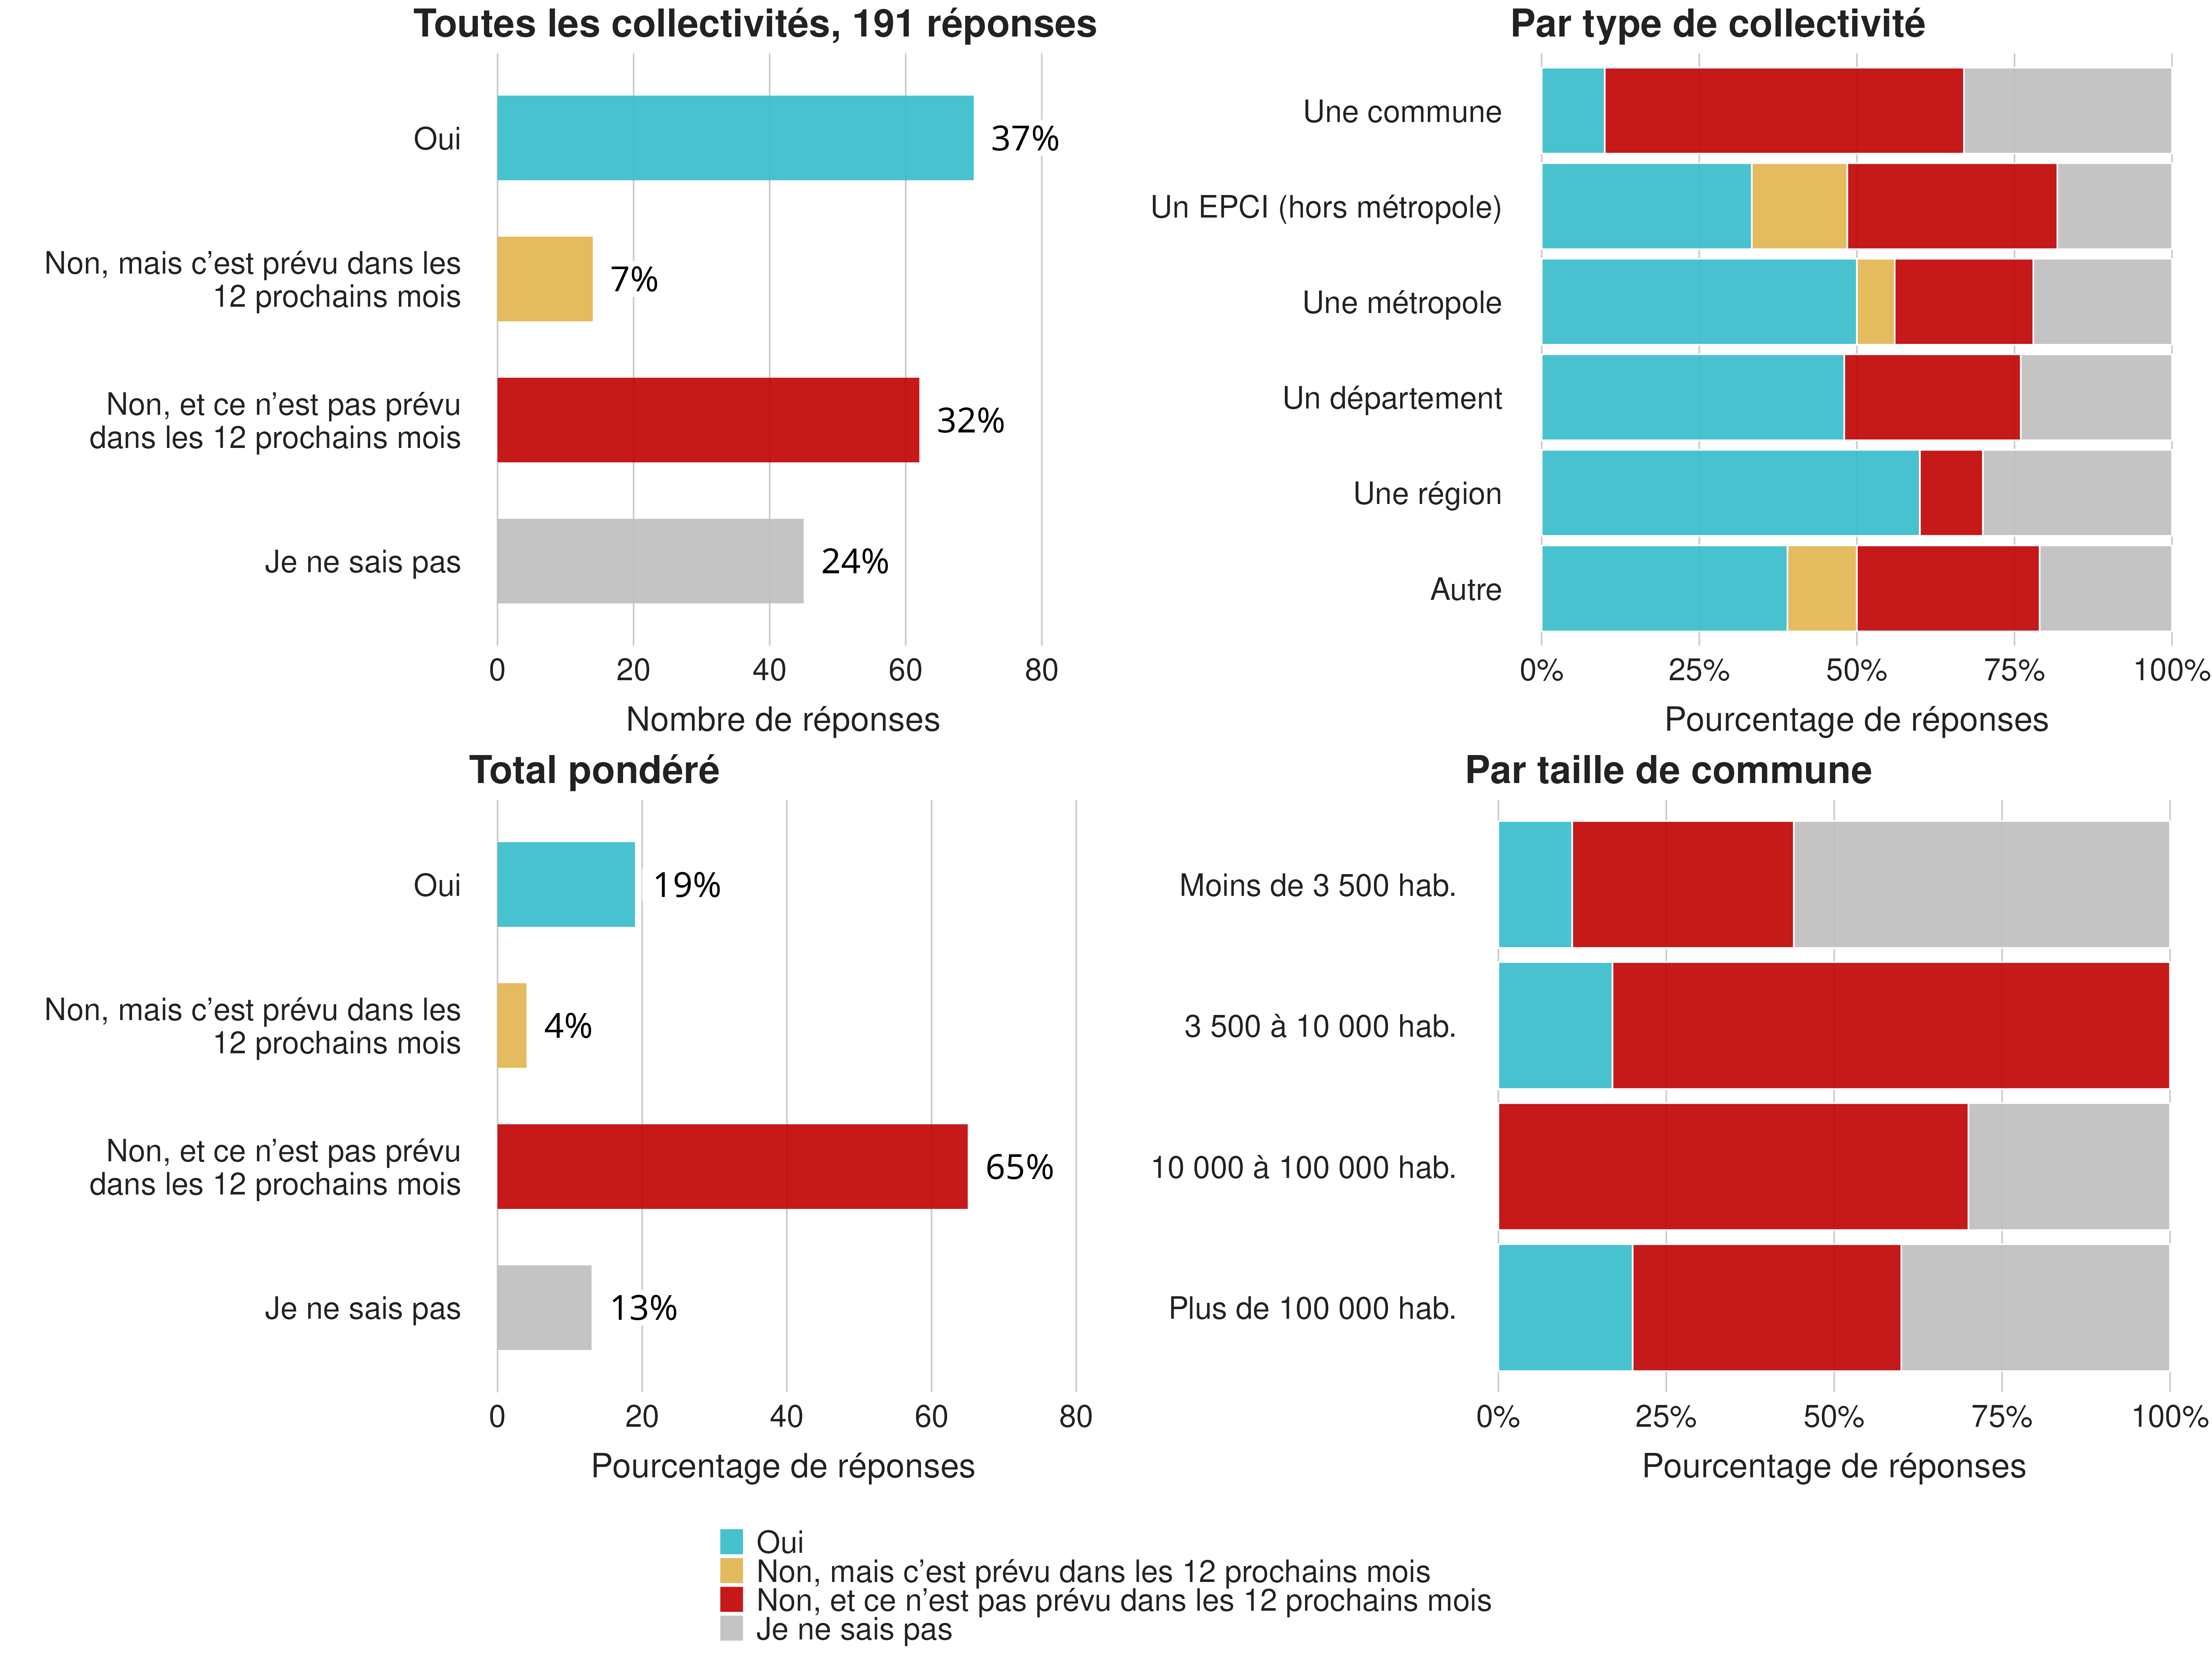 Toutes les collectivités, 191 réponses
Oui
37%
Non, mais c’est prévu dans les
12 prochains mois
7%
Non, et ce n’est pas prévu
dans les 12 prochains mois
32%
Je ne sais pas
24%
0 20 40 60 80
Nombre de réponses
Par type de collectivité
Une commune
Un EPCI (hors métropole)
Une métropole
Un département
Une région
Autre
0% 25% 50% 75% 100%
Pourcentage de réponses
Total pondéré
Oui
19%
Non, mais c’est prévu dans les
12 prochains mois
4%
Non, et ce n’est pas prévu
dans les 12 prochains mois
65%
Je ne sais pas
13%
0 20 40 60 80
Pourcentage de réponses
Par taille de commune
Moins de 3 500 hab.
3 500 à 10 000 hab.
10 000 à 100 000 hab.
Plus de 100 000 hab.
0% 25% 50% 75% 100%
Pourcentage de réponses
Oui
Non, mais c’est prévu dans les 12 prochains mois
Non, et ce n’est pas prévu dans les 12 prochains mois
Je ne sais pas